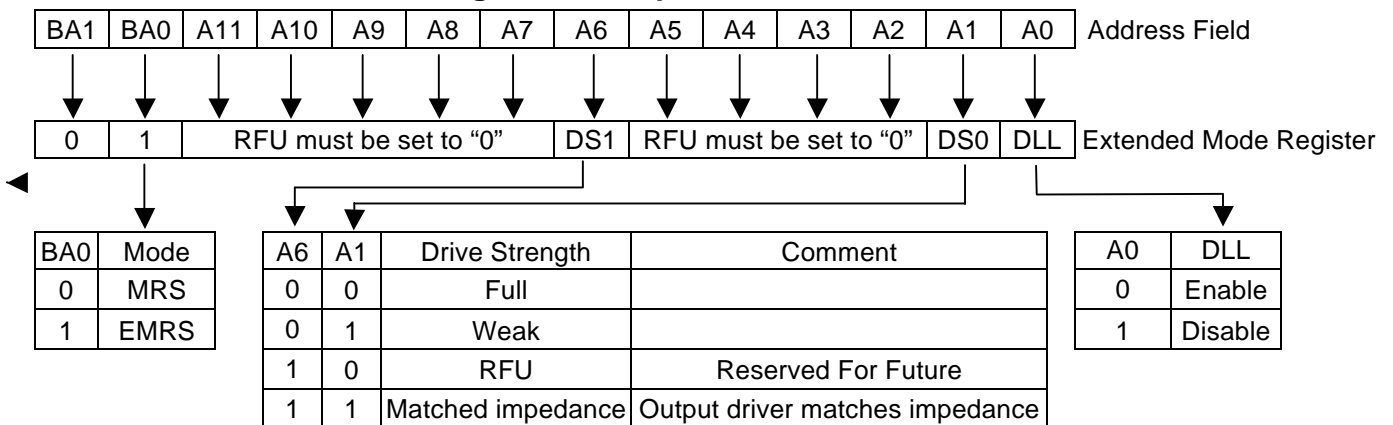 BA1 BA0 A11 A10 A9 A8 A7 A6 A5 A4 A3 A2 A1 A0 Address Field
0 1 RFU must be set to “0” DS1 RFU must be set to “0” DS0 DLL Extended Mode Register
BA0 Mode
0 MRS
1 EMRS
A6 A1 Drive Strength Comment
0 0 Full
0 1 Weak
1 0 RFU Reserved For Future
1 1 Matched impedance Output driver matches impedance
A0 DLL
0 Enable
1 Disable